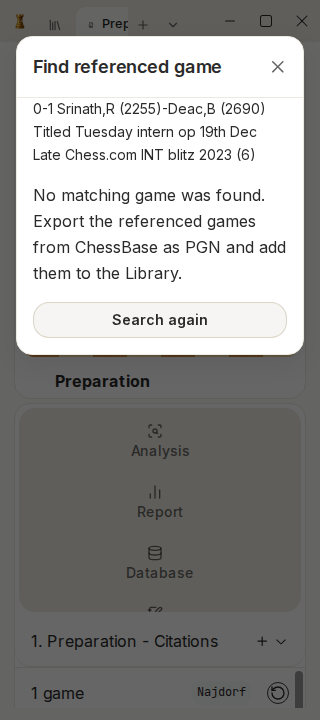 Prep
Find referenced game
0-1 Srinath,R (2255)-Deac,B (2690)
Titled Tuesday intern op 19th Dec
Late Chess.com INT blitz 2023 (6)
No matching game was found.
Export the referenced games
from ChessBase as PGN and add
them to the Library.
Search again
Preparation
Analysis
Report
Database
1. Preparation - Citations
1 game
Najdorf